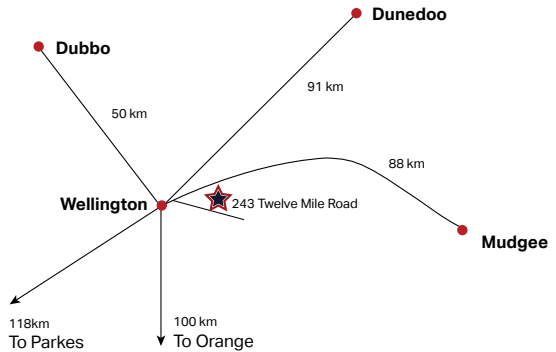 Dunedoo
Dubbo
91 km
50 km
88 km
Wellington
243 Twelve Mile Road
Mudgee
118km
To Parkes
100 km
To Orange